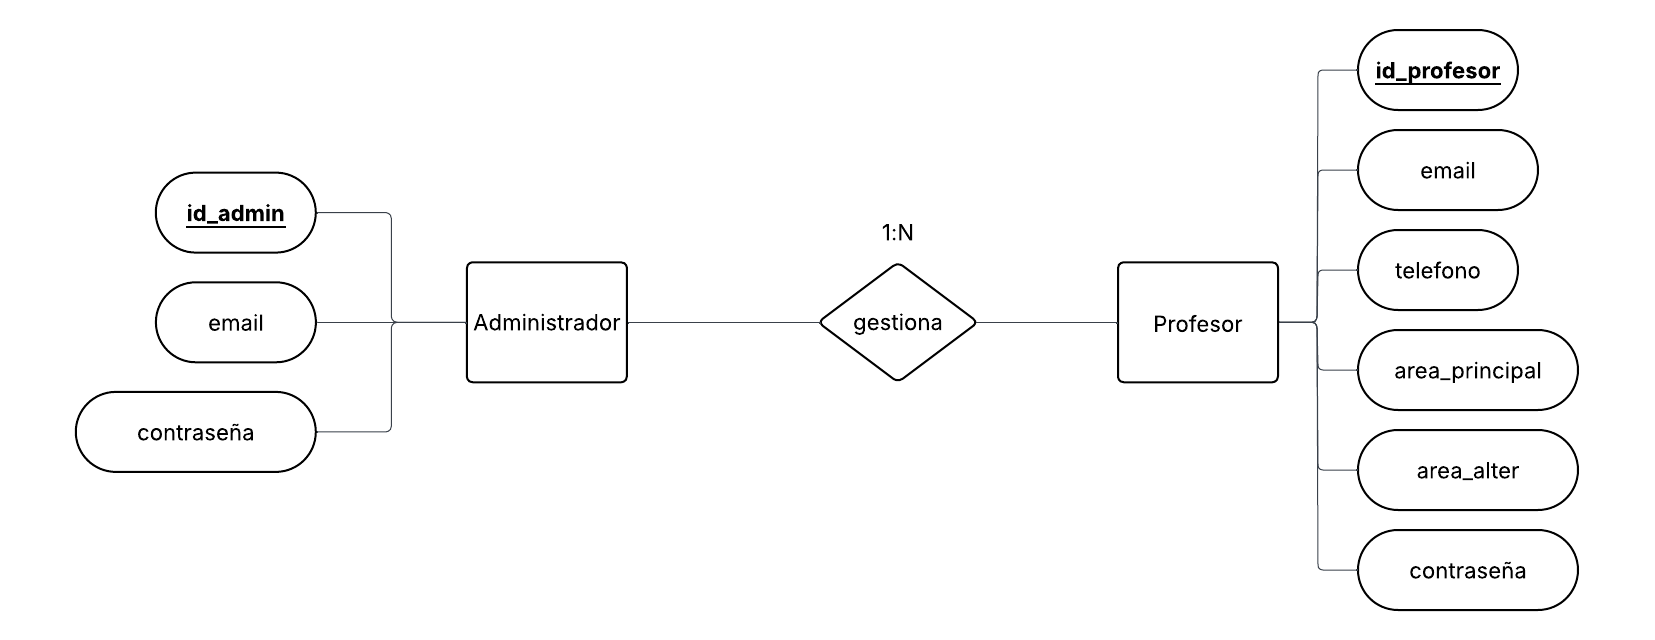 id_admin
email
contraseña
Administrador
1:N
gestiona
Profesor
id_profesor
email
telefono
area_principal
area_alter
contraseña